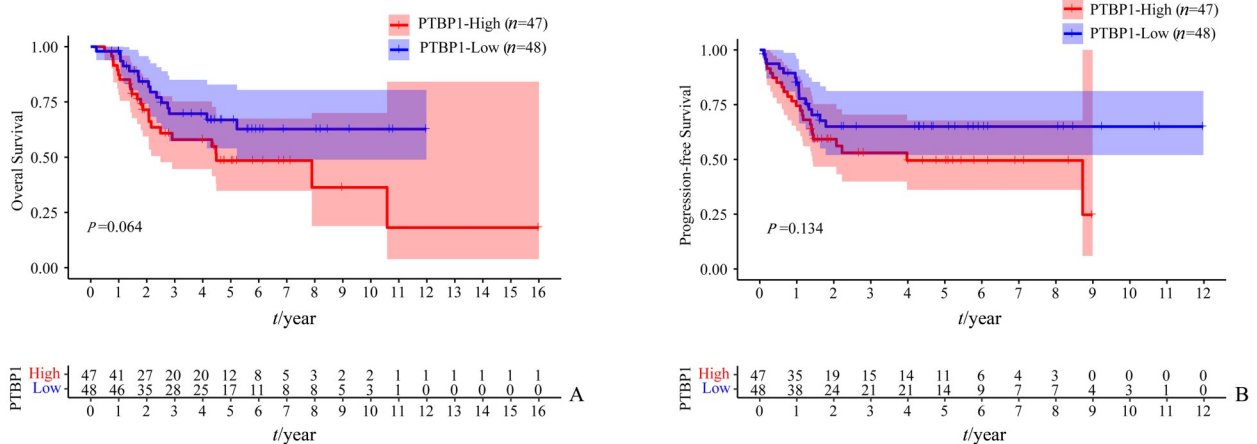 PTBP1-High (n=47)
PTBP1-Low (n=48)
Overal Survival
1.00
0.75
0.50
0.25
0.00
P=0.064
0 1 2 3 4 5 6 7 8 9 10 11 12 13 14 15 16
t/year
PTBP1
High 47 41 27 20 20 12 8 5 3 2 2 1 1 1 1 1 1
Low 48 46 35 28 25 17 11 8 8 5 3 1 0 0 0 0 0
0 1 2 3 4 5 6 7 8 9 10 11 12 13 14 15 16
t/year
A
PTBP1-High (n=47)
PTBP1-Low (n=48)
Progression-free Survival
1.00
0.75
0.50
0.25
0.00
P=0.134
0 1 2 3 4 5 6 7 8 9 10 11 12
t/year
PTBP1
High 47 35 19 15 14 11 6 4 3 0 0 0 0
Low 48 38 24 21 21 14 9 7 7 4 3 1 0
0 1 2 3 4 5 6 7 8 9 10 11 12
t/year
B